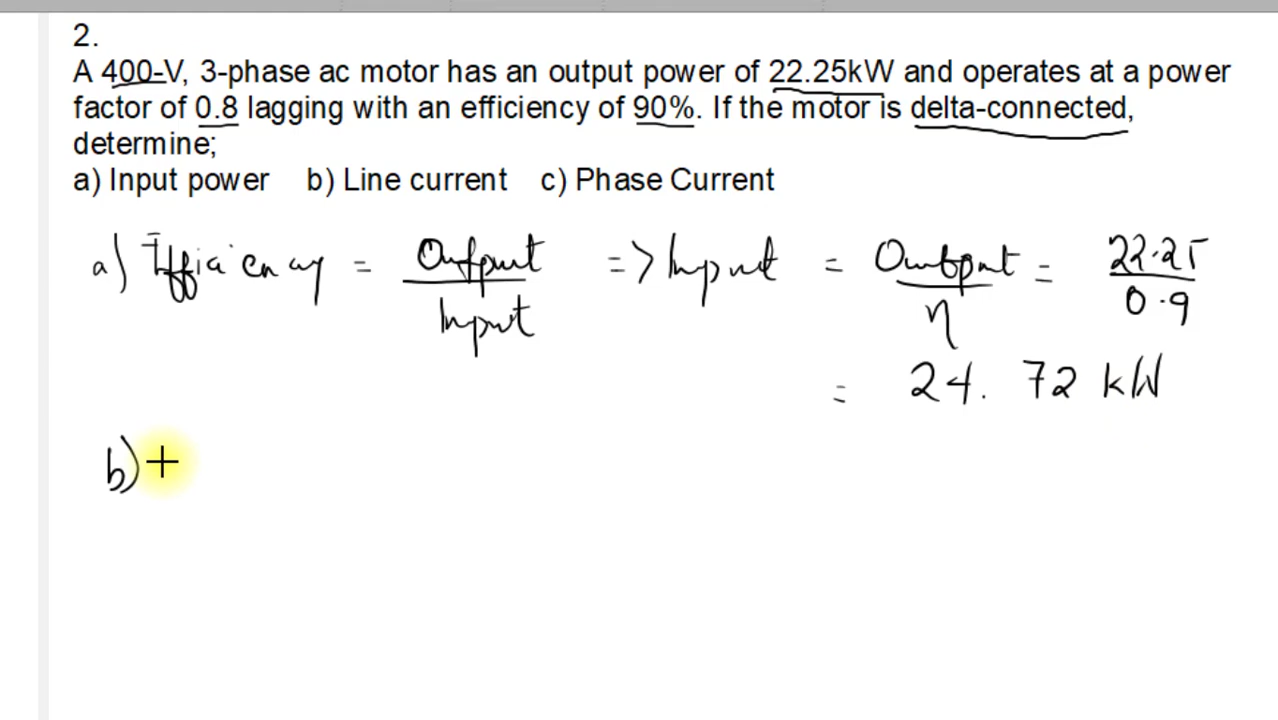 2.
A 400-V, 3-phase ac motor has an output power of 22.25kW and operates at a power
factor of 0.8 lagging with an efficiency of 90%. If the motor is delta-connected,
determine;
a) Input power b) Line current c) Phase Current
a) Efficiency = Output / Input => Input = Output / η = 22.25 / 0.9
= 24.72 kW
b)